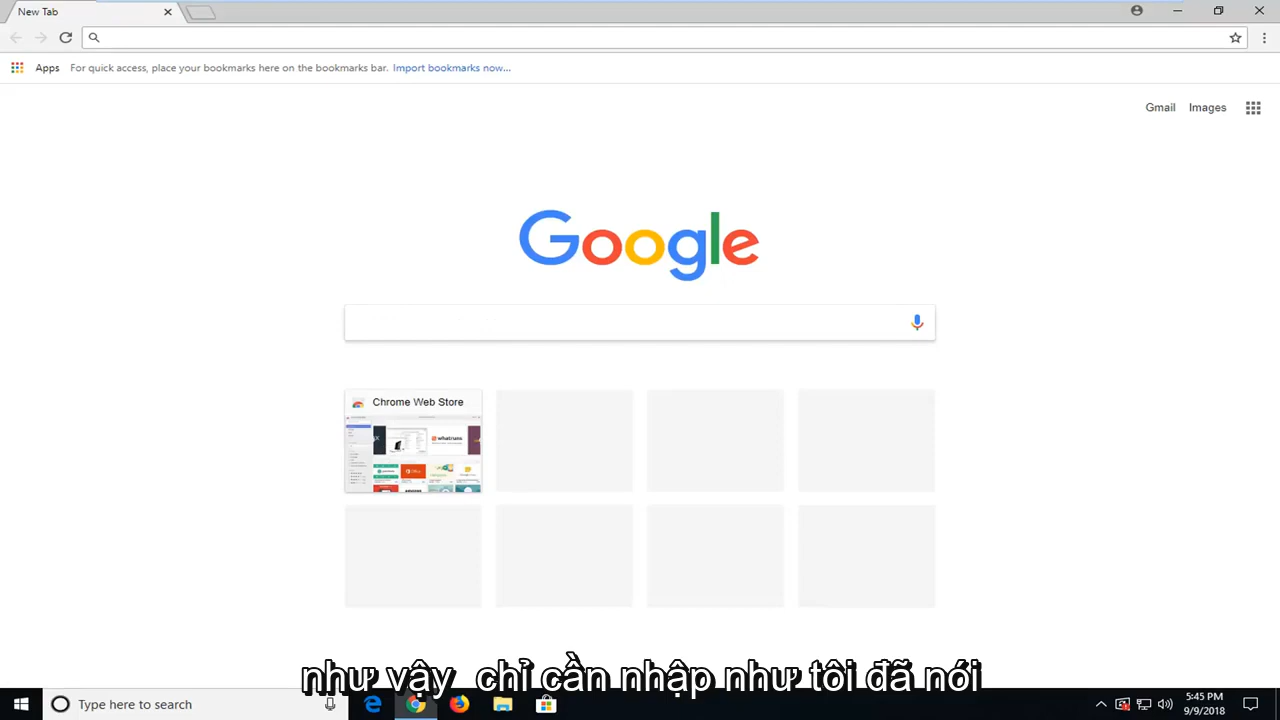 New Tab
Apps For quick access, place your bookmarks here on the bookmarks bar. Import bookmarks now...
Gmail Images
Google
Chrome Web Store
whatruns
Office
như vậy chỉ cần nhập như tôi đã nói
Type here to search
5:45 PM
9/9/2018